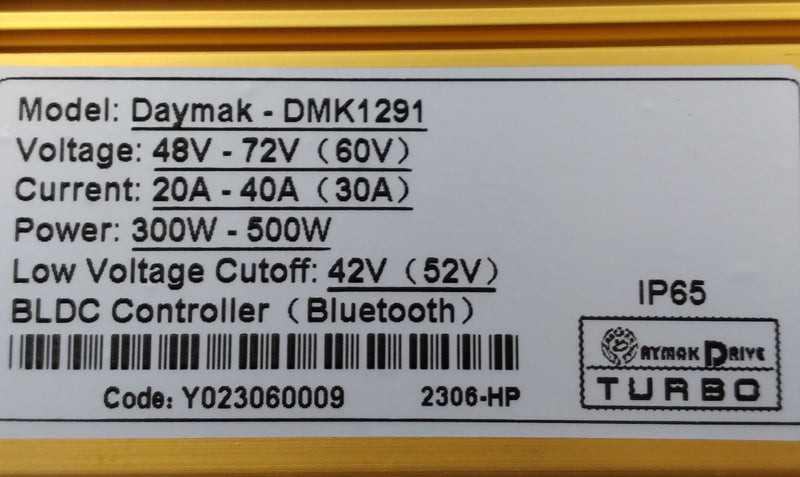 Model: Daymak - DMK1291
Voltage: 48V - 72V (60V)
Current: 20A - 40A (30A)
Power: 300W - 500W
Low Voltage Cutoff: 42V (52V)
BLDC Controller (Bluetooth)
IP65
Code: Y023060009
2306-HP
DAYMAK DRIVE
TURBO